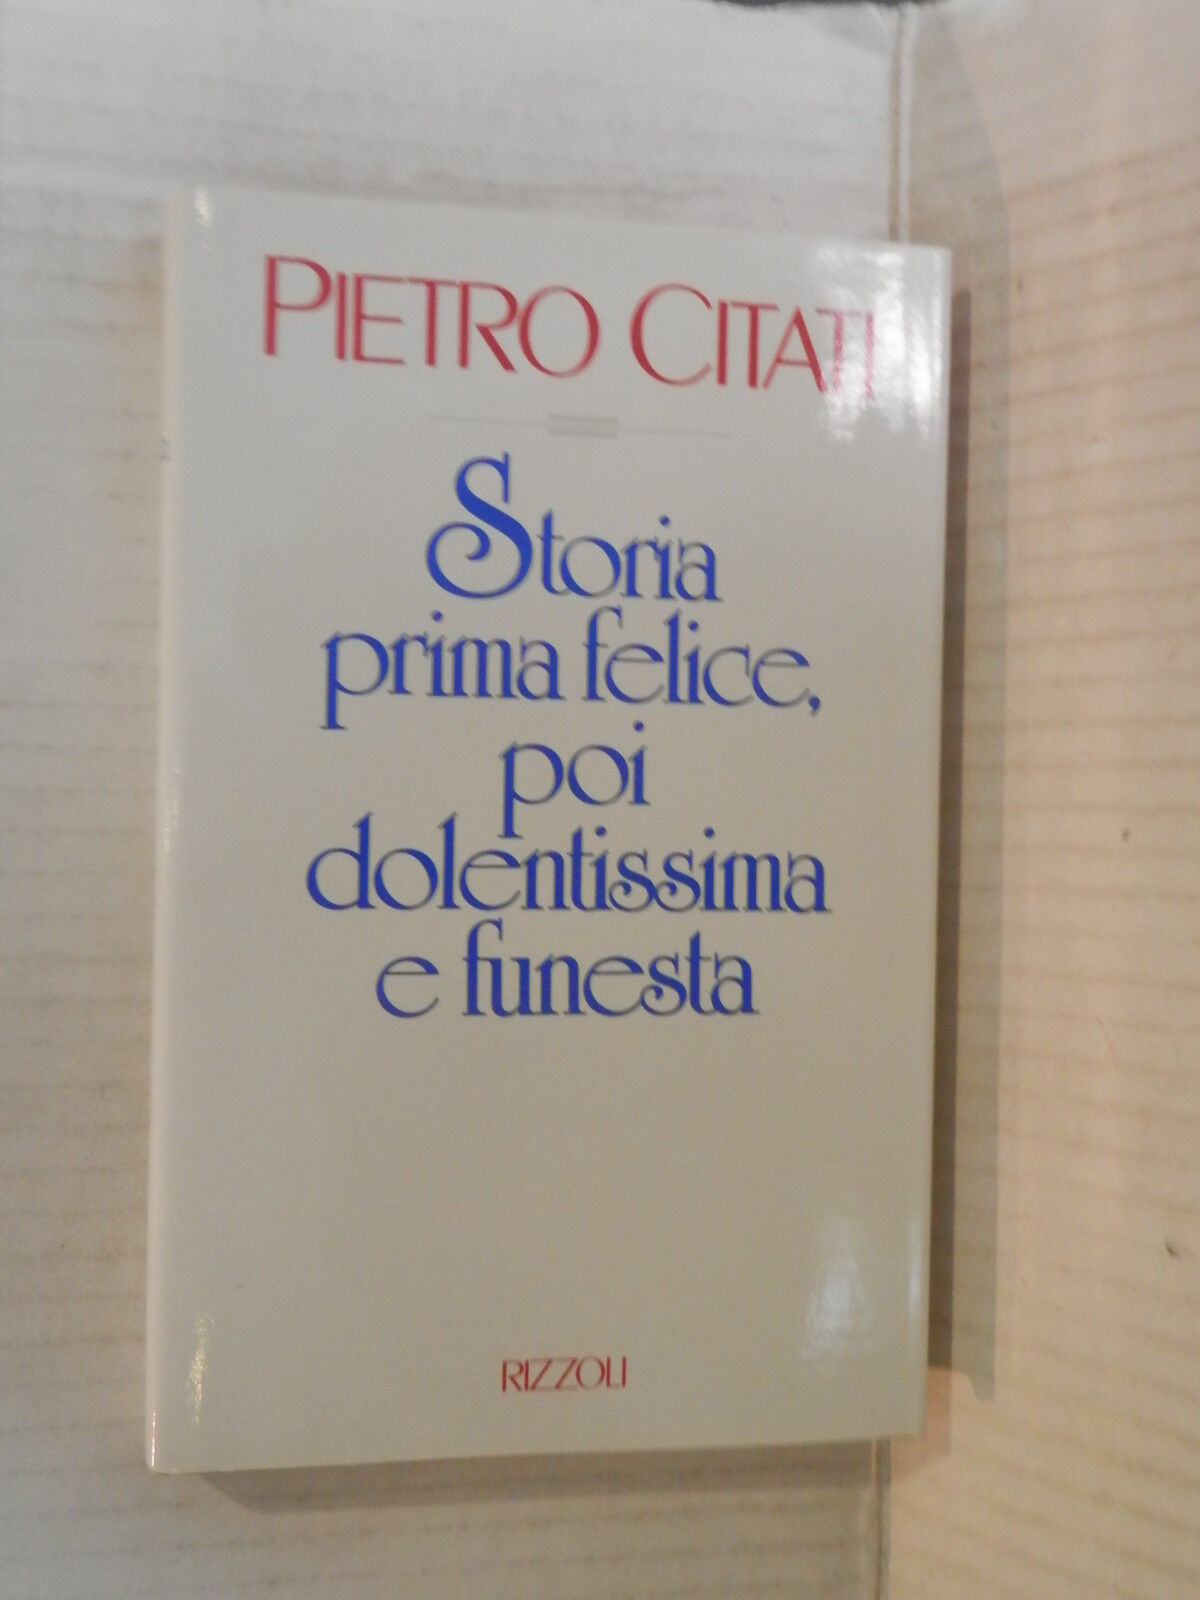 PIETRO CITATI
Storia
prima felice,
poi
dolentissima
e funesta
RIZZOLI